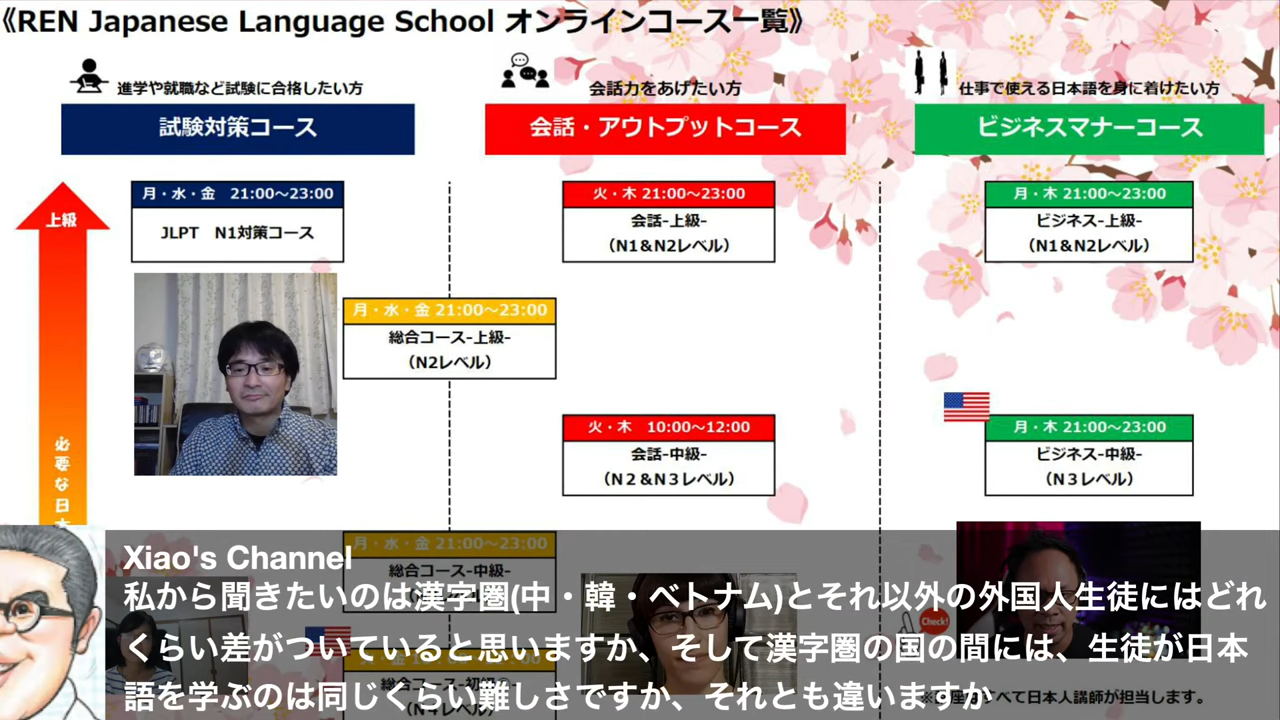 《REN Japanese Language School オンラインコース一覧》
進学や就職など試験に合格したい方
会話力をあげたい方
仕事で使える日本語を身に着けたい方
試験対策コース
会話・アウトプットコース
ビジネスマナーコース
上級
月・水・金 21:00～23:00
JLPT N1対策コース
火・木 21:00～23:00
会話-上級-
（N1&N2レベル）
月・木 21:00～23:00
ビジネス-上級-
（N1&N2レベル）
月・水・金 21:00～23:00
総合コース-上級-
（N2レベル）
火・木 10:00～12:00
会話-中級-
（N２&N３レベル）
月・木 21:00～23:00
ビジネス-中級-
（N３レベル）
必要な日本
月・水・金 21:00～23:00
総合コース-中級-
Check!
Xiao's Channel
私から聞きたいのは漢字圏(中・韓・ベトナム)とそれ以外の外国人生徒にはどれ
くらい差がついていると思いますか、そして漢字圏の国の間には、生徒が日本
語を学ぶのは同じくらい難しさですか、それとも違いますか
すべて日本人講師が担当します。